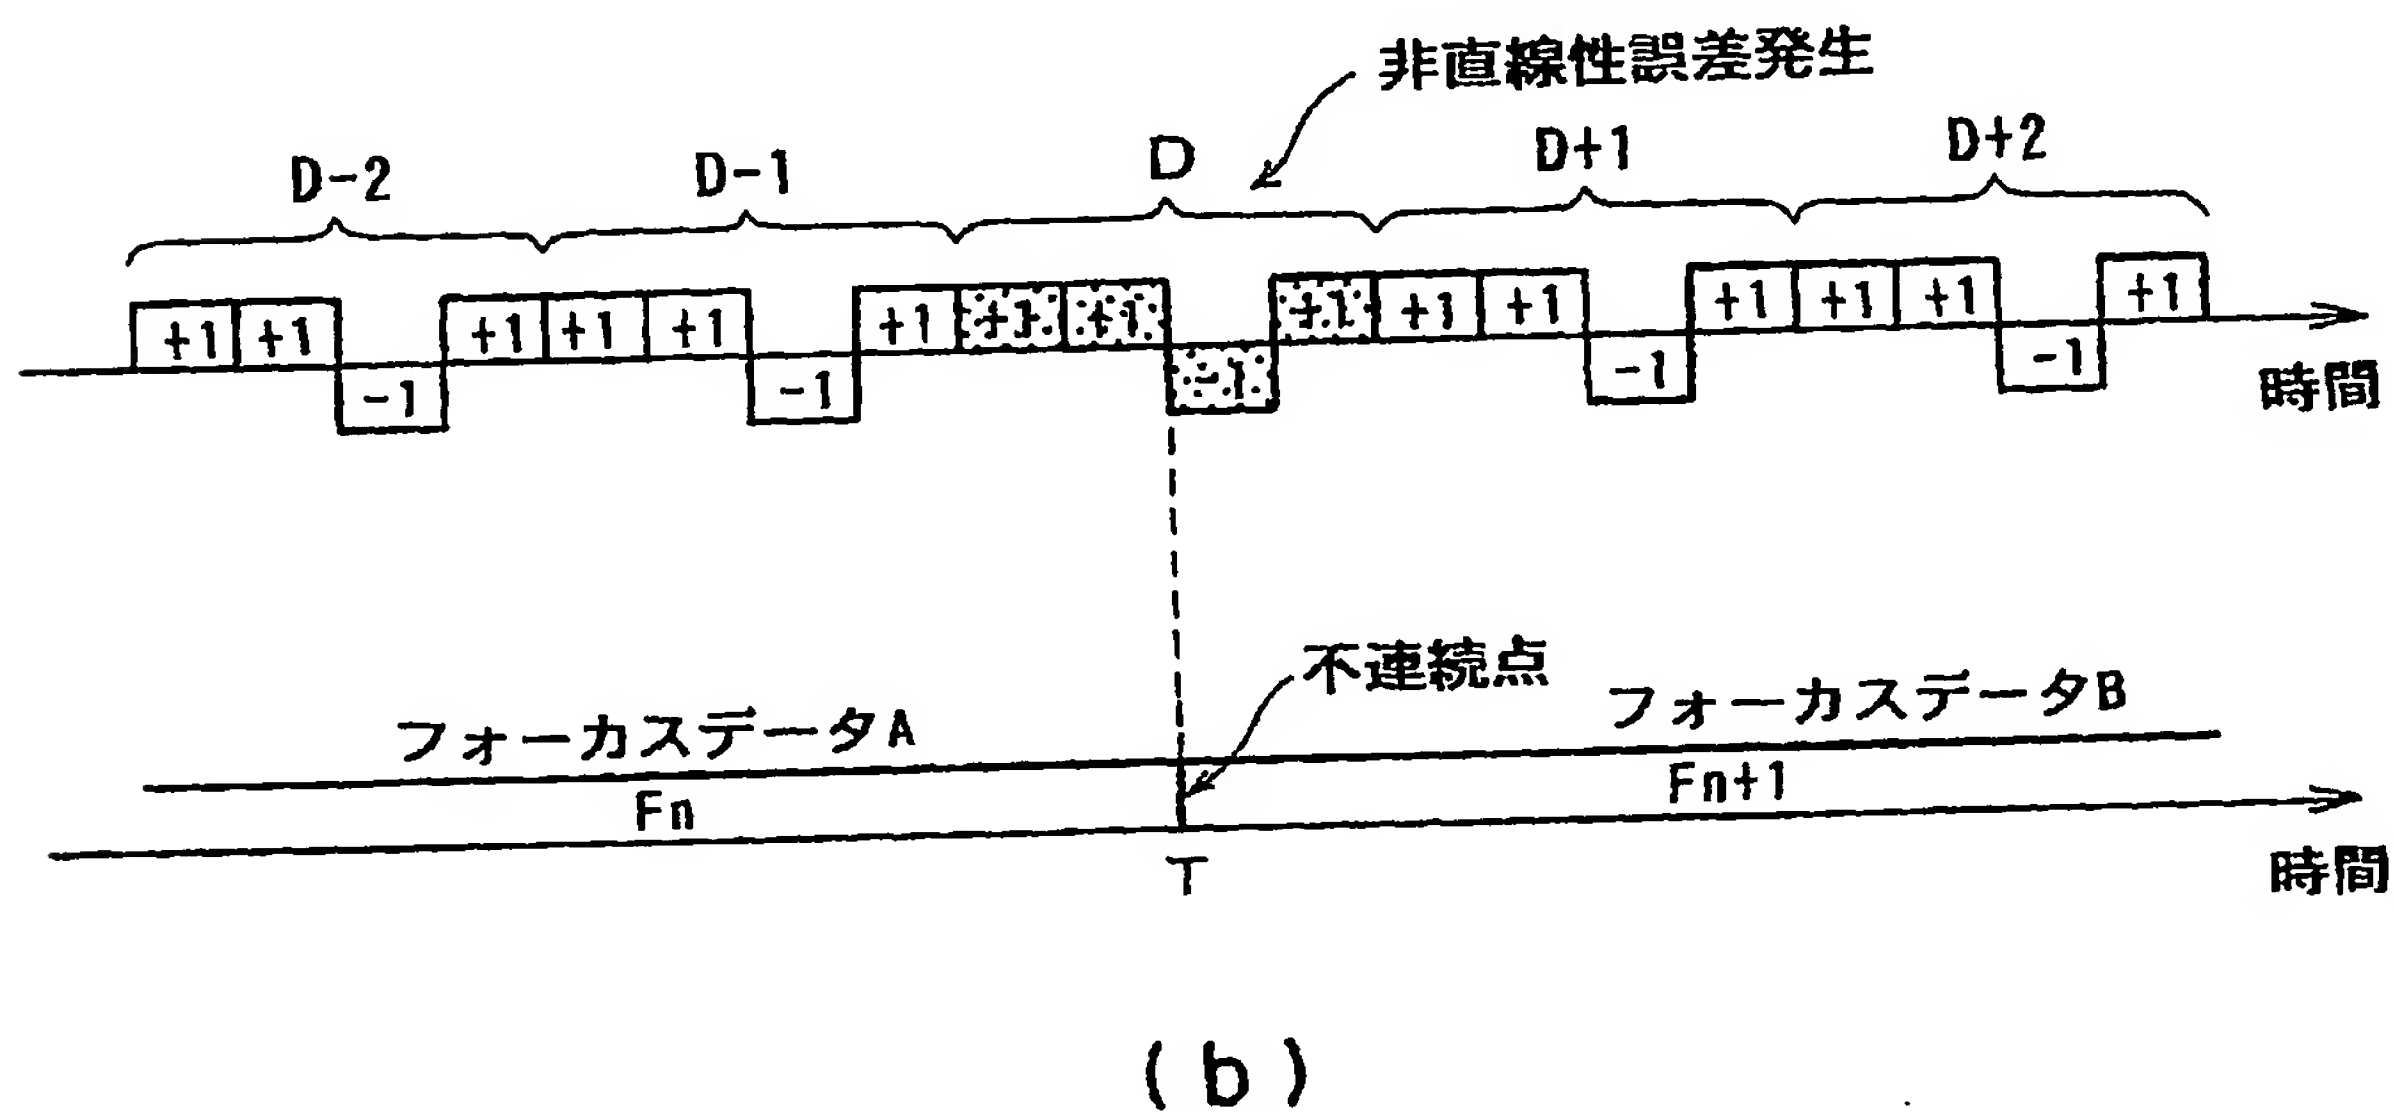 非直線性誤差発生
D-2 D-1 D D+1 D+2
+1 +1 -1 +1 +1 +1 -1 +1 +1 +1 -1 +1 +1 +1 -1 +1 +1 +1 -1 +1
時間
不連続点
フォーカスデータA フォーカスデータB
Fn Fn+1
T
時間
(b)